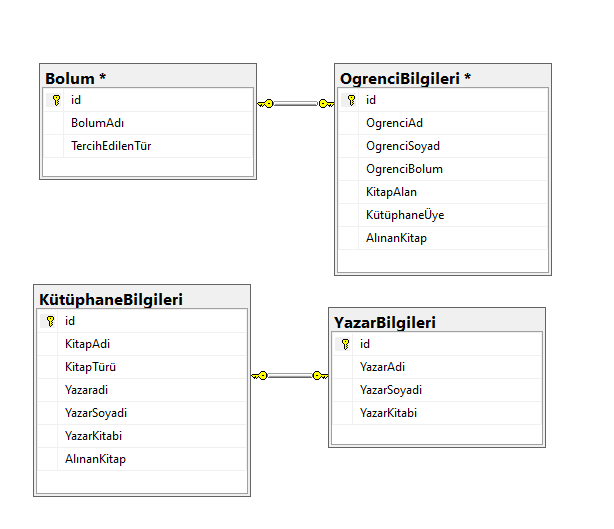 Bolum *
id
BolumAdı
TercihEdilenTür
OgrenciBilgileri *
id
OgrenciAd
OgrenciSoyad
OgrenciBolum
KitapAlan
KütüphaneÜye
AlınanKitap
KütüphaneBilgileri
id
KitapAdi
KitapTürü
Yazaradi
YazarSoyadi
YazarKitabi
AlınanKitap
YazarBilgileri
id
YazarAdi
YazarSoyadi
YazarKitabi